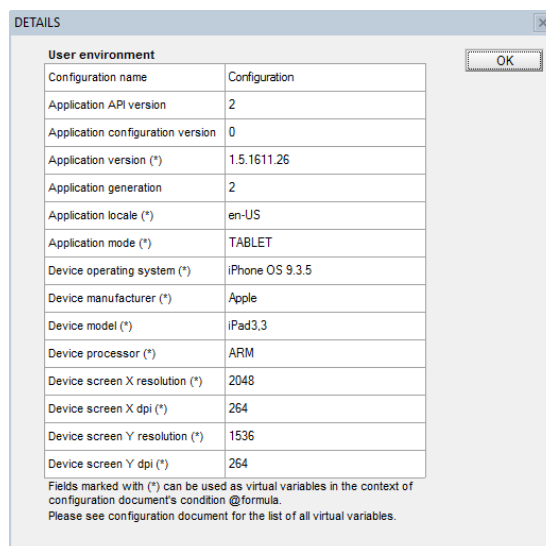 DETAILS
User environment
OK
Configuration name Configuration
Application API version 2
Application configuration version 0
Application version (*) 1.5.1611.26
Application generation 2
Application locale (*) en-US
Application mode (*) TABLET
Device operating system (*) iPhone OS 9.3.5
Device manufacturer (*) Apple
Device model (*) iPad3,3
Device processor (*) ARM
Device screen X resolution (*) 2048
Device screen X dpi (*) 264
Device screen Y resolution (*) 1536
Device screen Y dpi (*) 264
Fields marked with (*) can be used as virtual variables in the context of
configuration document's condition @formula.
Please see configuration document for the list of all virtual variables.